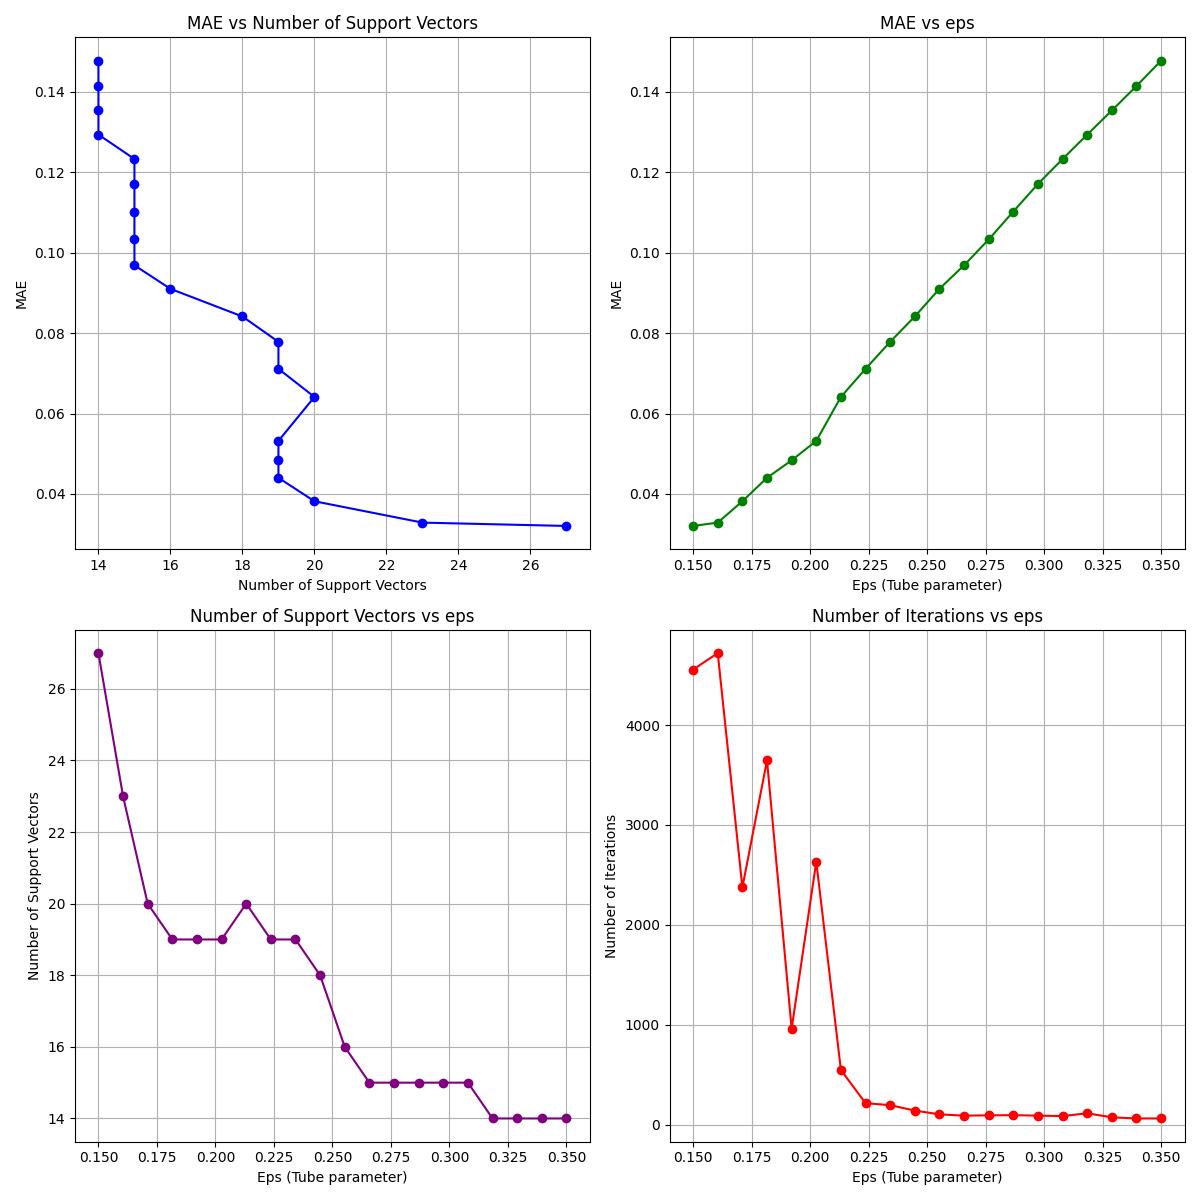 MAE vs Number of Support Vectors
MAE
0.14
0.12
0.10
0.08
0.06
0.04
14 16 18 20 22 24 26
Number of Support Vectors
MAE vs eps
MAE
0.14
0.12
0.10
0.08
0.06
0.04
0.150 0.175 0.200 0.225 0.250 0.275 0.300 0.325 0.350
Eps (Tube parameter)
Number of Support Vectors vs eps
Number of Support Vectors
26
24
22
20
18
16
14
0.150 0.175 0.200 0.225 0.250 0.275 0.300 0.325 0.350
Eps (Tube parameter)
Number of Iterations vs eps
Number of Iterations
4000
3000
2000
1000
0
0.150 0.175 0.200 0.225 0.250 0.275 0.300 0.325 0.350
Eps (Tube parameter)